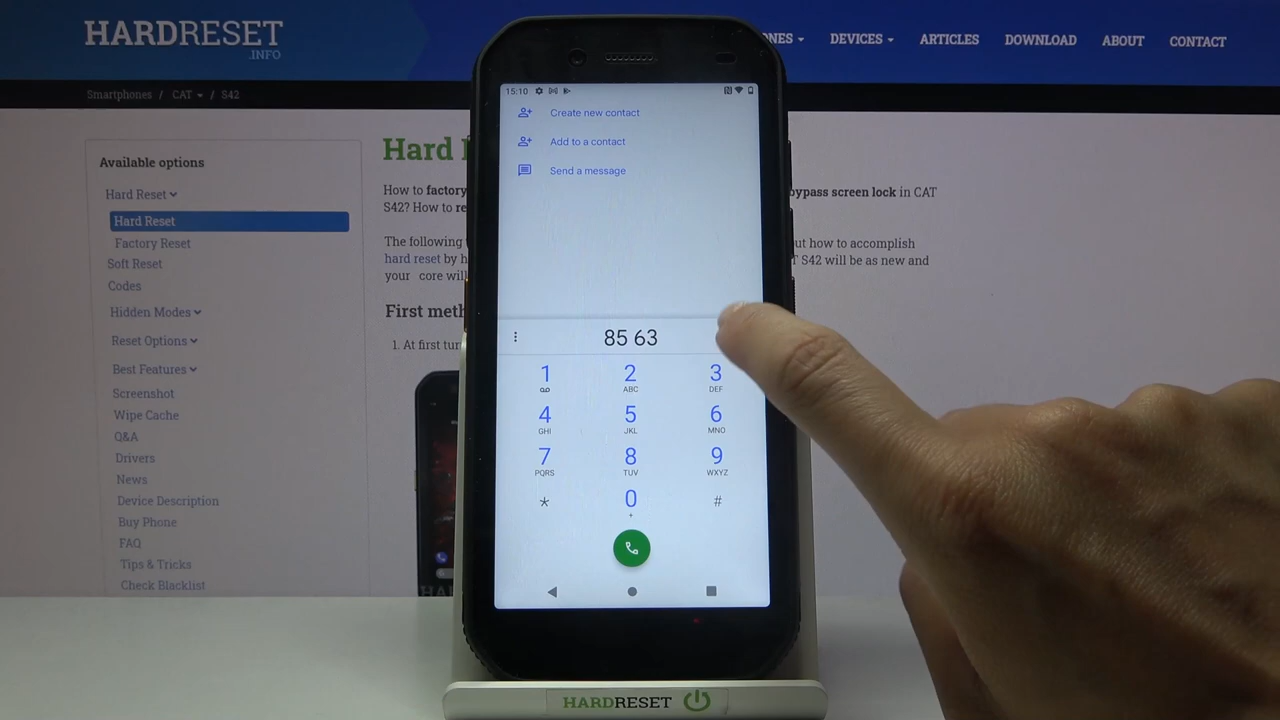 HARDRESET
.INFO
NES
DEVICES
ARTICLES
DOWNLOAD
ABOUT
CONTACT
Smartphones / CAT / S42
Available options
Hard Reset
Hard Reset
Factory Reset
Soft Reset
Codes
Hidden Modes
Reset Options
Best Features
Screenshot
Wipe Cache
Q&A
Drivers
News
Device Description
Buy Phone
FAQ
Tips & Tricks
Check Blacklist
Hard
How to factory bypass screen lock in CAT
S42? How to
The following ut how to accomplish
hard reset by S42 will be as new and
your core
First
1. At first
15:10
Create new contact
Add to a contact
Send a message
85 63
1
2 ABC
3 DEF
4 GHI
5 JKL
6 MNO
7 PQRS
8 TUV
9 WXYZ
*
0 +
#
HARDRESET